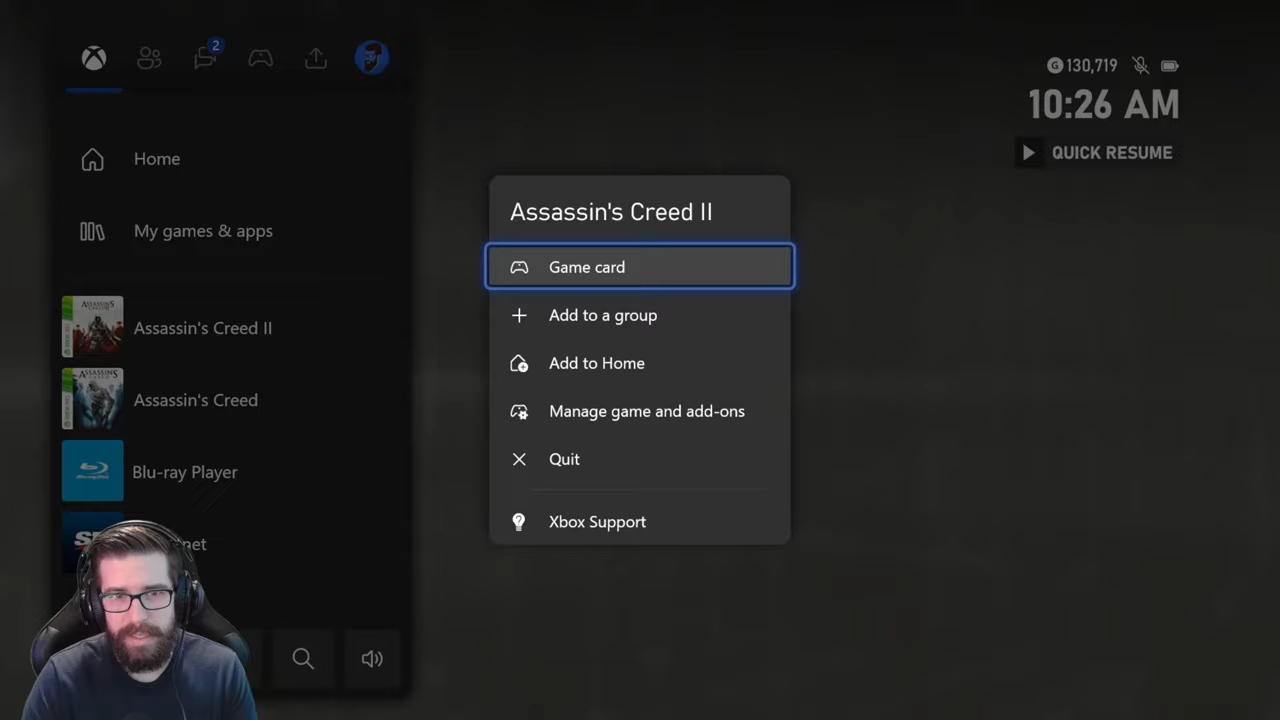 2
G 130,719
10:26 AM
QUICK RESUME
Home
My games & apps
Assassin's Creed II
Assassin's Creed
Blu-ray Player
Assassin's Creed II
Game card
Add to a group
Add to Home
Manage game and add-ons
Quit
Xbox Support